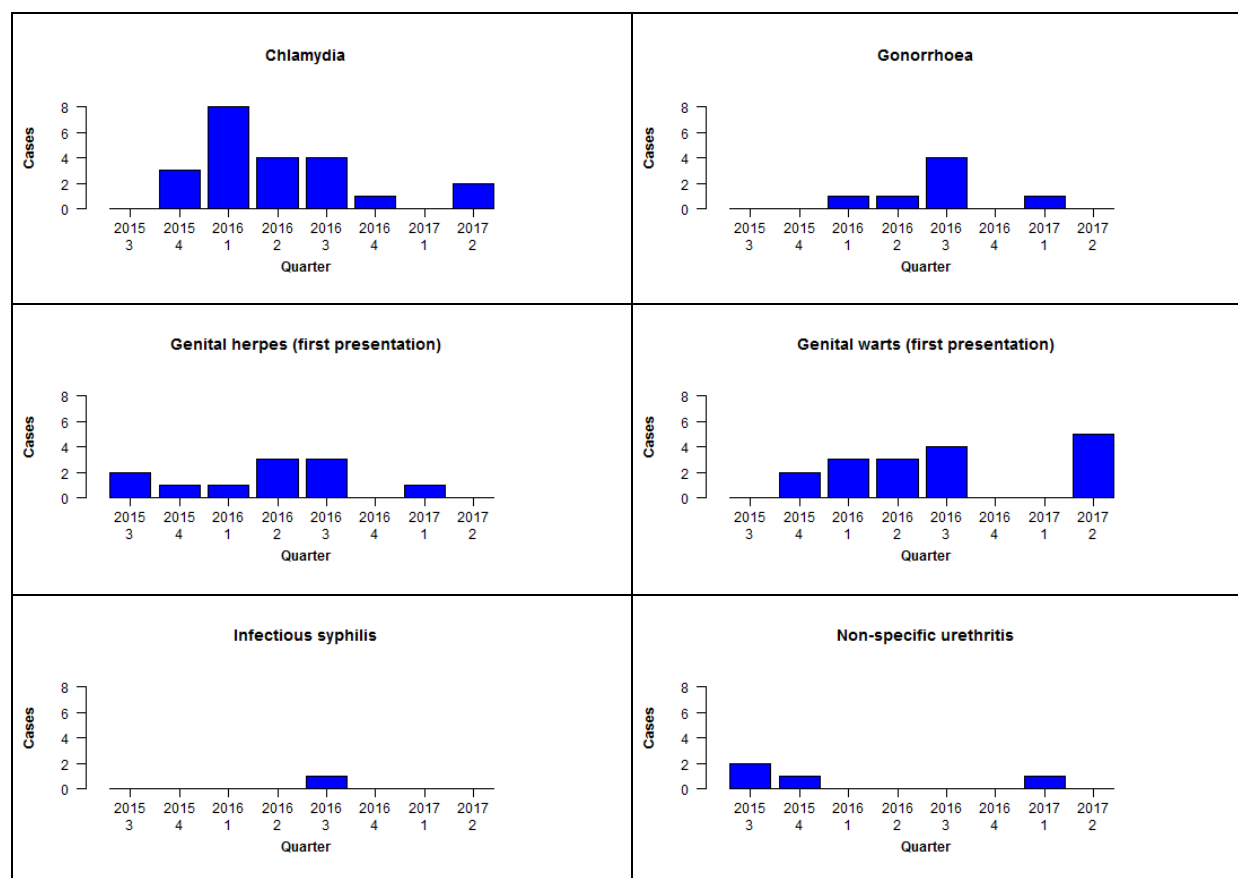 Chlamydia
Cases
8
6
4
2
0
2015 2015 2016 2016 2016 2016 2017 2017
3 4 1 2 3 4 1 2
Quarter
Gonorrhoea
Cases
8
6
4
2
0
2015 2015 2016 2016 2016 2016 2017 2017
3 4 1 2 3 4 1 2
Quarter
Genital herpes (first presentation)
Cases
8
6
4
2
0
2015 2015 2016 2016 2016 2016 2017 2017
3 4 1 2 3 4 1 2
Quarter
Genital warts (first presentation)
Cases
8
6
4
2
0
2015 2015 2016 2016 2016 2016 2017 2017
3 4 1 2 3 4 1 2
Quarter
Infectious syphilis
Cases
8
6
4
2
0
2015 2015 2016 2016 2016 2016 2017 2017
3 4 1 2 3 4 1 2
Quarter
Non-specific urethritis
Cases
8
6
4
2
0
2015 2015 2016 2016 2016 2016 2017 2017
3 4 1 2 3 4 1 2
Quarter